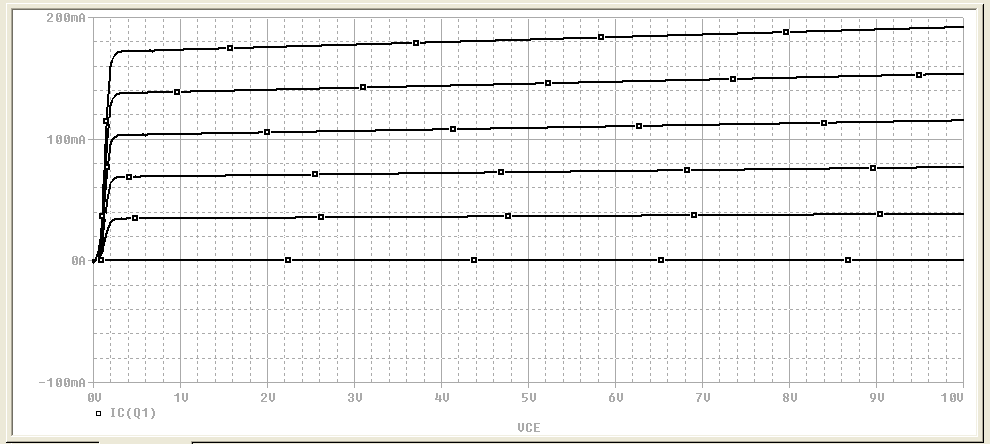 200mA
100mA
0A
-100mA
0V 1V 2V 3V 4V 5V 6V 7V 8V 9V 10V
IC(Q1)
VCE